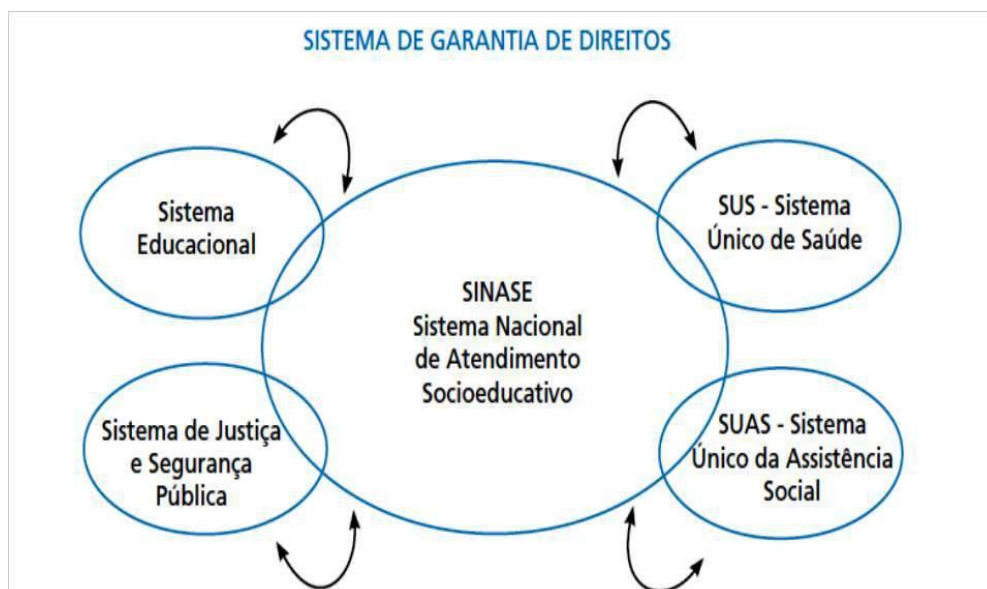 SISTEMA DE GARANTIA DE DIREITOS
Sistema
Educacional
SUS - Sistema
Único de Saúde
SINASE
Sistema Nacional
de Atendimento
Socioeducativo
Sistema de Justiça
e Segurança
Pública
SUAS - Sistema
Único da Assistência
Social